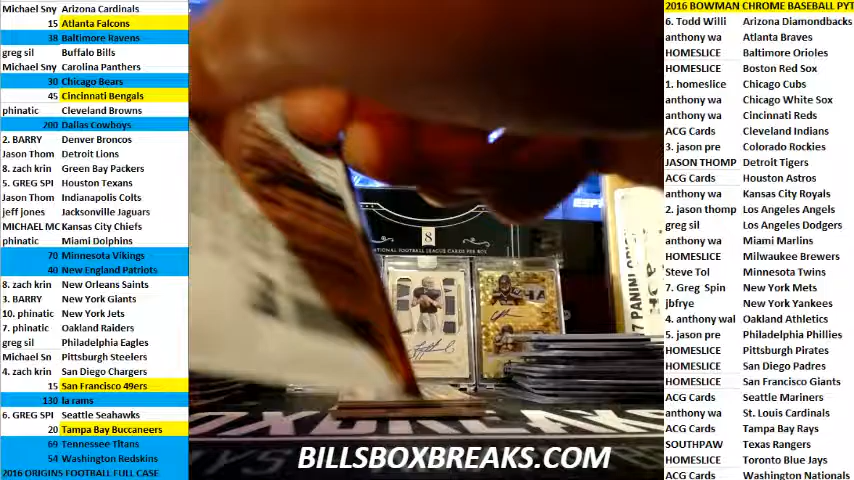 Michael Sny Arizona Cardinals
15 Atlanta Falcons
38 Baltimore Ravens
greg sil Buffalo Bills
Michael Sny Carolina Panthers
30 Chicago Bears
45 Cincinnati Bengals
phinatic Cleveland Browns
200 Dallas Cowboys
2. BARRY Denver Broncos
Jason Thom Detroit Lions
8. zach krin Green Bay Packers
5. GREG SPI Houston Texans
Jason Thom Indianapolis Colts
jeff jones Jacksonville Jaguars
MICHAEL MC Kansas City Chiefs
phinatic Miami Dolphins
70 Minnesota Vikings
40 New England Patriots
8. zach krin New Orleans Saints
3. BARRY New York Giants
10. phinatic New York Jets
7. phinatic Oakland Raiders
greg sil Philadelphia Eagles
Michael Sn Pittsburgh Steelers
4. zach krin San Diego Chargers
15 San Francisco 49ers
130 la rams
6. GREG SPI Seattle Seahawks
20 Tampa Bay Buccaneers
69 Tennessee Titans
54 Washington Redskins
2016 ORIGINS FOOTBALL FULL CASE
8
NATIONAL FOOTBALL LEAGUE CARDS PER BOX
BILLSBOXBREAKS.COM
2016 BOWMAN CHROME BASEBALL PYT
6. Todd Willi Arizona Diamondbacks
anthony wa Atlanta Braves
HOMESLICE Baltimore Orioles
HOMESLICE Boston Red Sox
1. homeslice Chicago Cubs
anthony wa Chicago White Sox
anthony wa Cincinnati Reds
ACG Cards Cleveland Indians
3. jason pre Colorado Rockies
JASON THOMP Detroit Tigers
ACG Cards Houston Astros
anthony wa Kansas City Royals
2. jason thomp Los Angeles Angels
greg sil Los Angeles Dodgers
anthony wa Miami Marlins
HOMESLICE Milwaukee Brewers
Steve Tol Minnesota Twins
7. Greg Spin New York Mets
jbfrye New York Yankees
4. anthony wal Oakland Athletics
5. jason pre Philadelphia Phillies
HOMESLICE Pittsburgh Pirates
HOMESLICE San Diego Padres
HOMESLICE San Francisco Giants
ACG Cards Seattle Mariners
anthony wa St. Louis Cardinals
ACG Cards Tampa Bay Rays
SOUTHPAW Texas Rangers
HOMESLICE Toronto Blue Jays
ACG Cards Washington Nationals